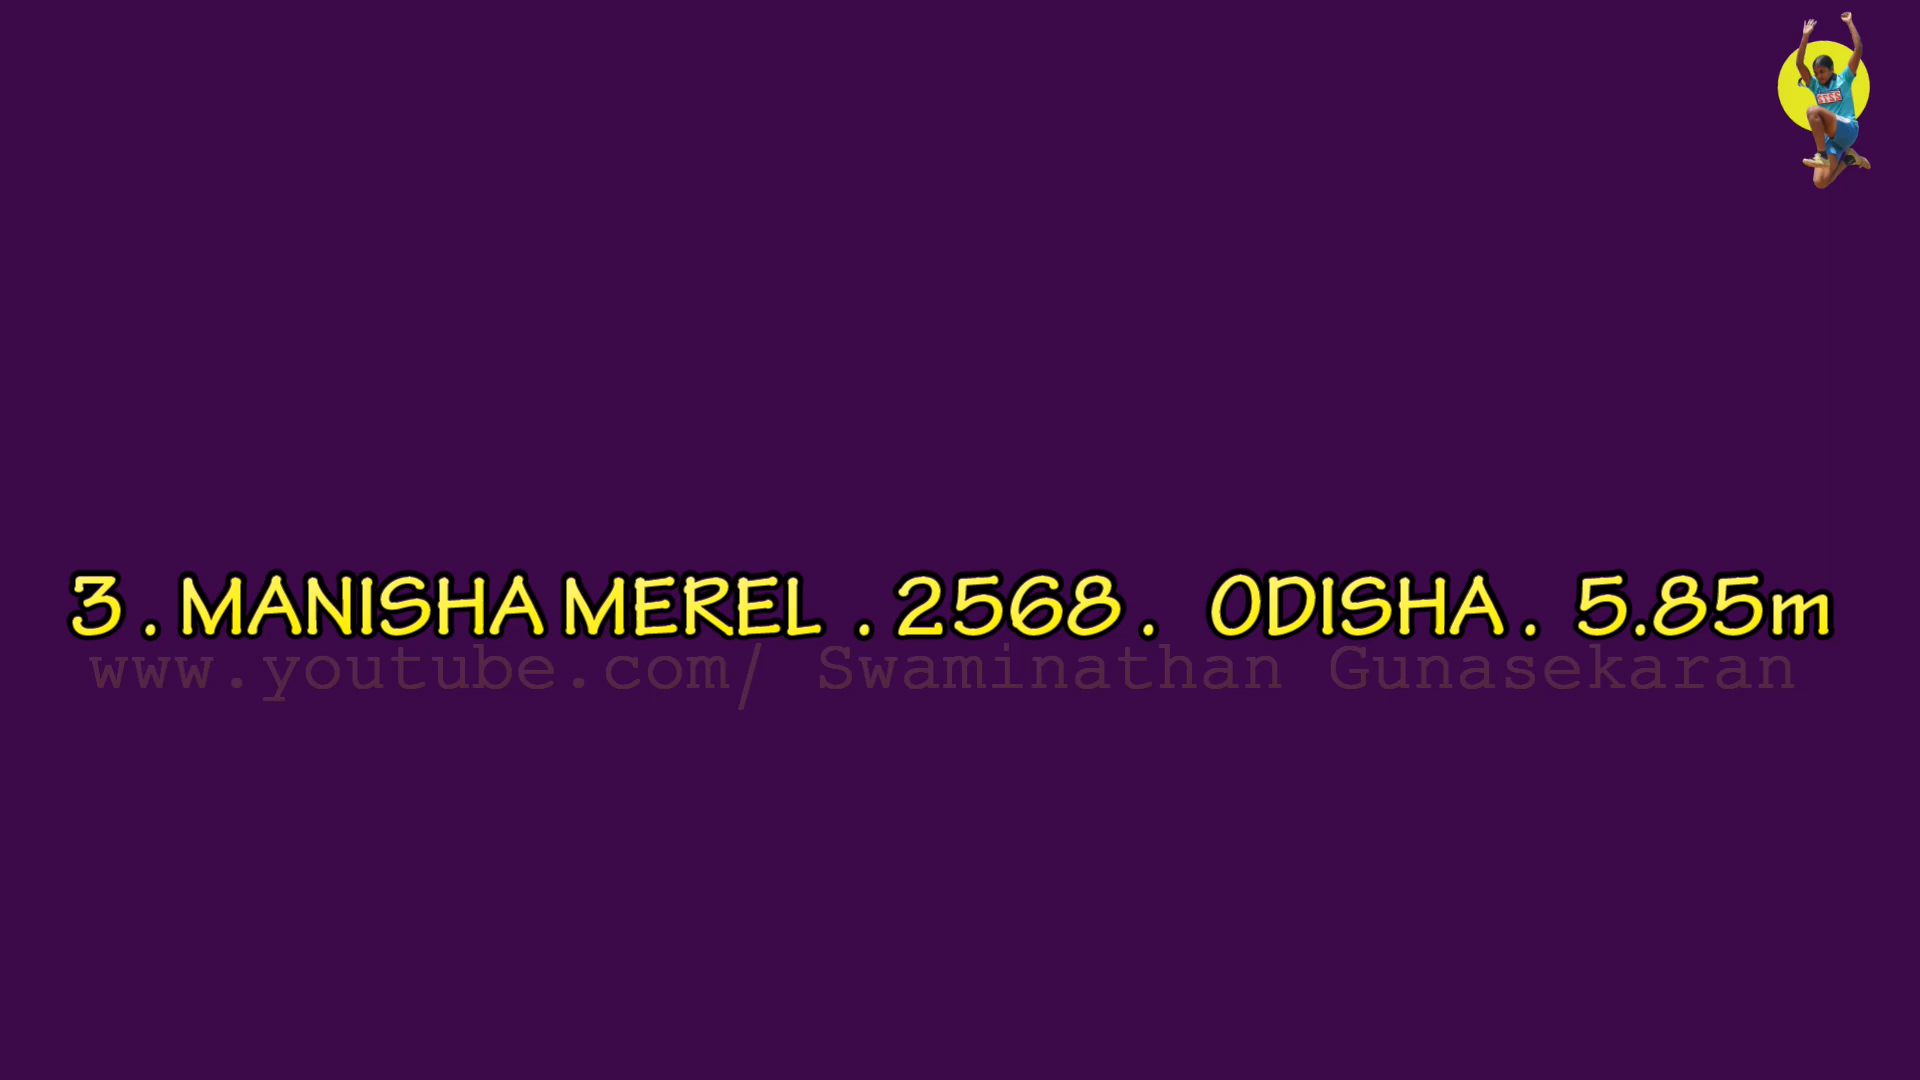 3 . MANISHA MEREL . 2568 . ODISHA . 5.85m
www.youtube.com/ Swaminathan Gunasekaran